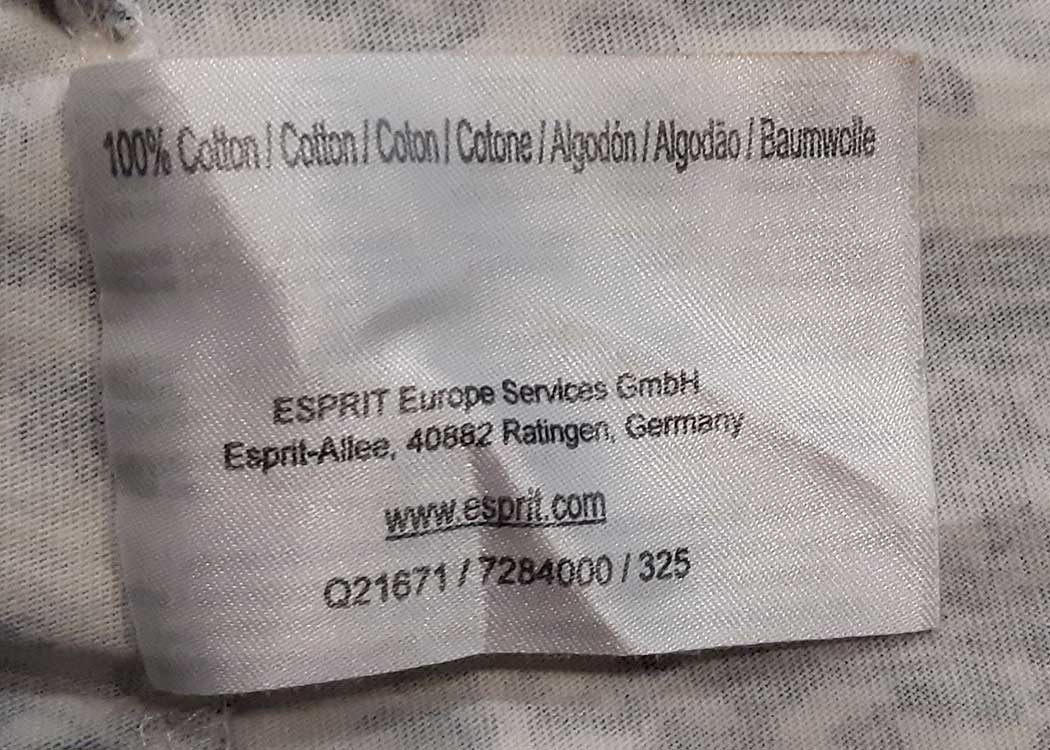 100% Cotton / Cotton / Coton / Cotone / Algodón / Algodão / Baumwolle
ESPRIT Europe Services GmbH
Esprit-Allee, 40882 Ratingen, Germany
www.esprit.com
Q21671 / 7284000 / 325